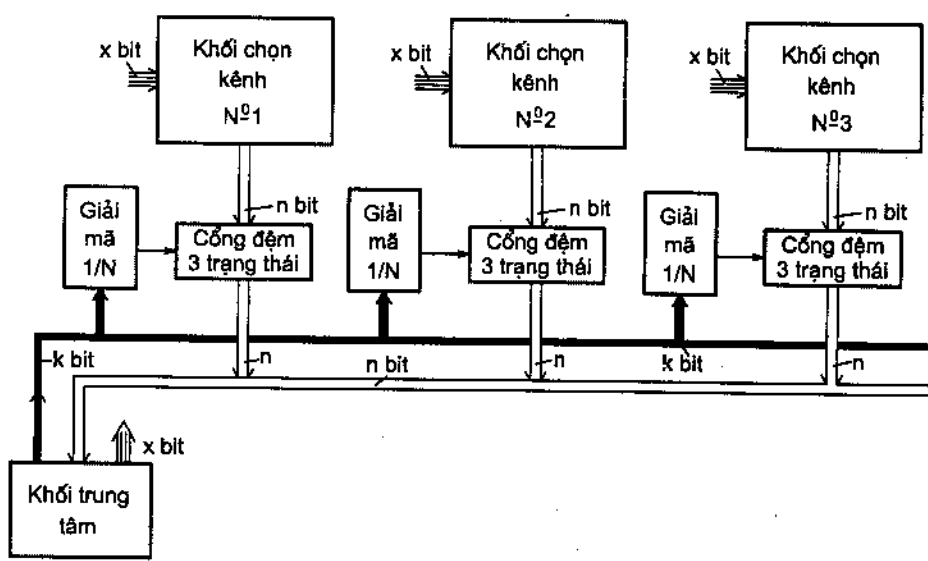 x bit
Khối chọn
kênh
Nº1
x bit
Khối chọn
kênh
Nº2
x bit
Khối chọn
kênh
Nº3
Giải
mã
1/N
n bit
Cổng đệm
3 trạng thái
Giải
mã
1/N
n bit
Cổng đệm
3 trạng thái
Giải
mã
1/N
n bit
Cổng đệm
3 trạng thái
k bit
n
n bit
n
k bit
n
x bit
Khối trung
tâm